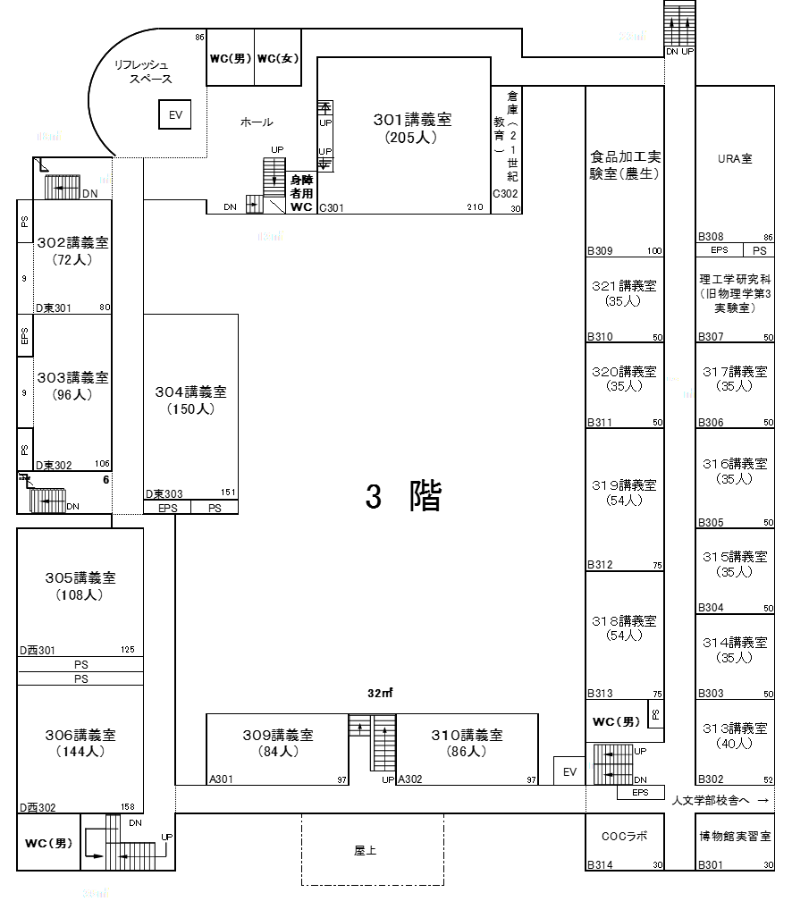 86
リフレッシュ
スペース
WC(男)
WC(女)
EV
ホール
UP
DN
身障
者用
WC
UP
UP
301講義室
(205人)
C301
210
倉庫(21世紀
教育)
C302
30
DN UP
食品加工実
験室(農生)
B309
100
URA室
B308
86
EPS
PS
DN
PS
302講義室
(72人)
9
D東301
80
EPS
303講義室
(96人)
9
PS
D東302
106
6
DN
304講義室
(150人)
D東303
151
EPS
PS
3 階
321講義室
(35人)
B310
50
理工学研究科
(旧物理学第3
実験室)
B307
50
320講義室
(35人)
B311
50
317講義室
(35人)
B306
50
319講義室
(54人)
B312
75
316講義室
(35人)
B305
50
315講義室
(35人)
B304
50
318講義室
(54人)
B313
75
314講義室
(35人)
B303
50
305講義室
(108人)
D西301
125
PS
PS
306講義室
(144人)
D西302
158
32㎡
309講義室
(84人)
A301
97
UP
310講義室
(86人)
A302
97
WC(男)
PS
EV
UP
DN
EPS
313講義室
(40人)
B302
52
人文学部校舎へ →
WC(男)
DN
UP
屋上
COCラボ
B314
30
博物館実習室
B301
30